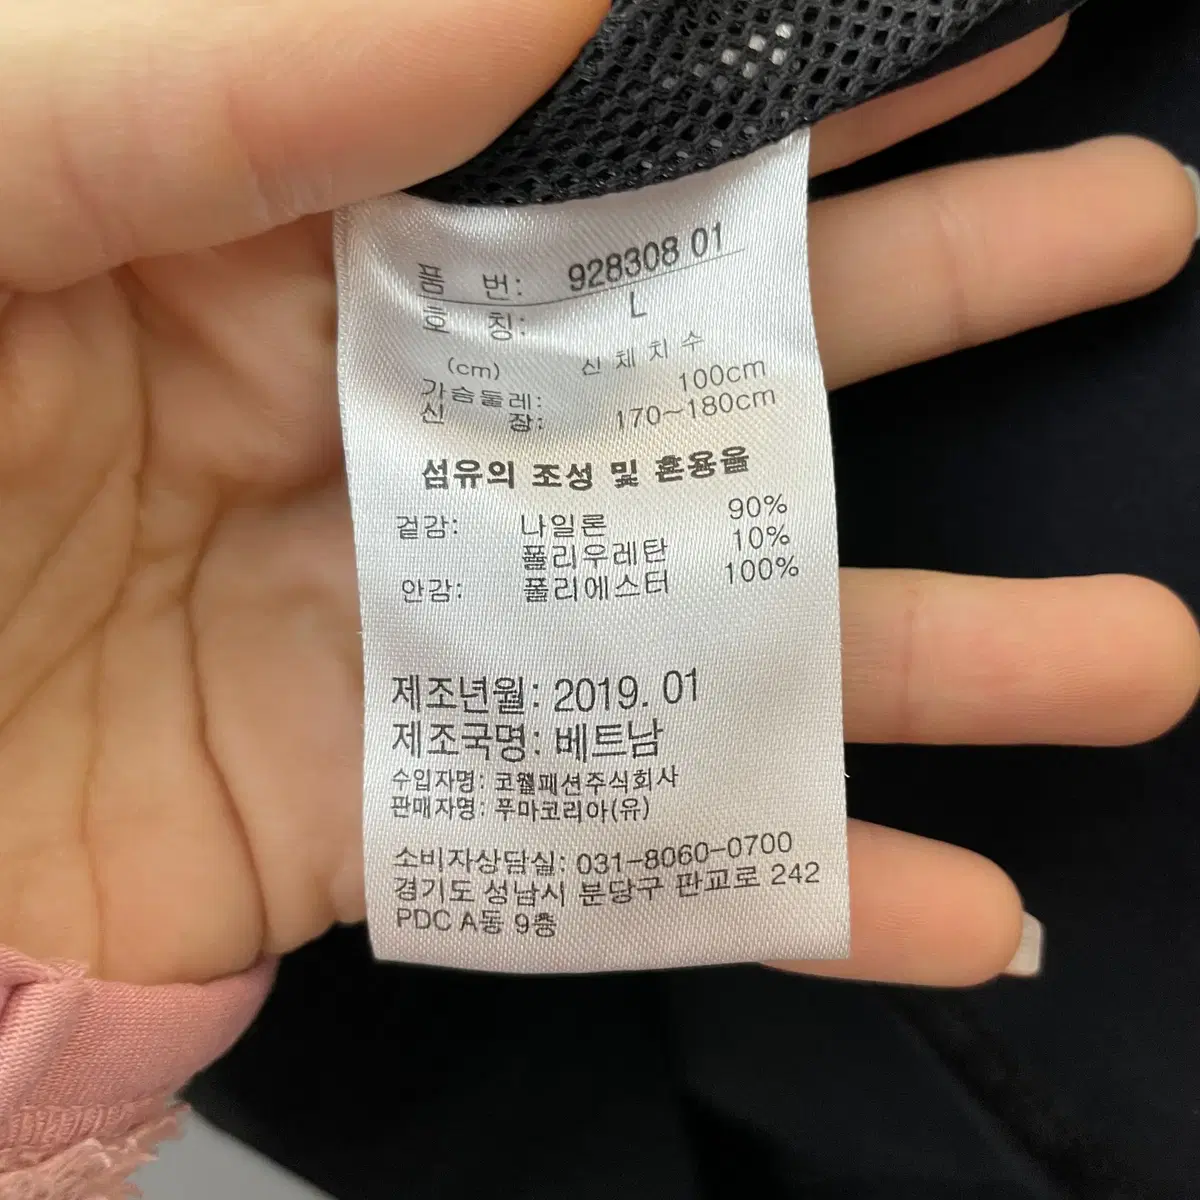 품 번: 928308 01
호 칭: L
(cm) 신 체 치 수
가슴둘레: 100cm
신 장: 170~180cm
섬유의 조성 및 혼용율
겉감: 나일론 90%
폴리우레탄 10%
안감: 폴리에스터 100%
제조년월: 2019. 01
제조국명: 베트남
수입자명: 코웰패션주식회사
판매자명: 푸마코리아(유)
소비자상담실: 031-8060-0700
경기도 성남시 분당구 판교로 242
PDC A동 9층